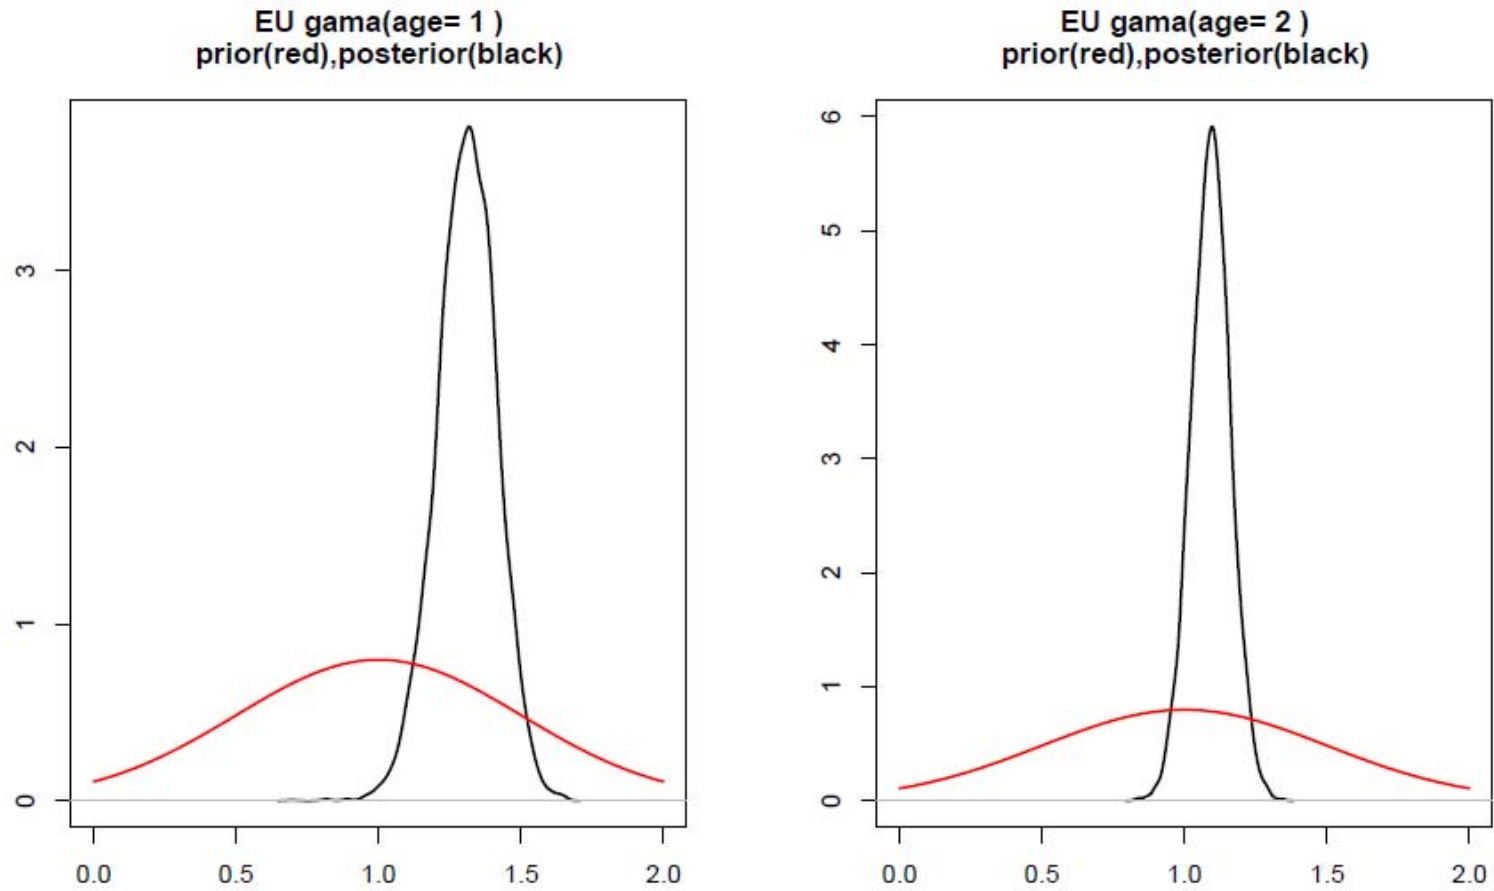 EU gama(age= 1 )
prior(red),posterior(black)
3
2
1
0
0.0 0.5 1.0 1.5 2.0
EU gama(age= 2 )
prior(red),posterior(black)
6
5
4
3
2
1
0
0.0 0.5 1.0 1.5 2.0